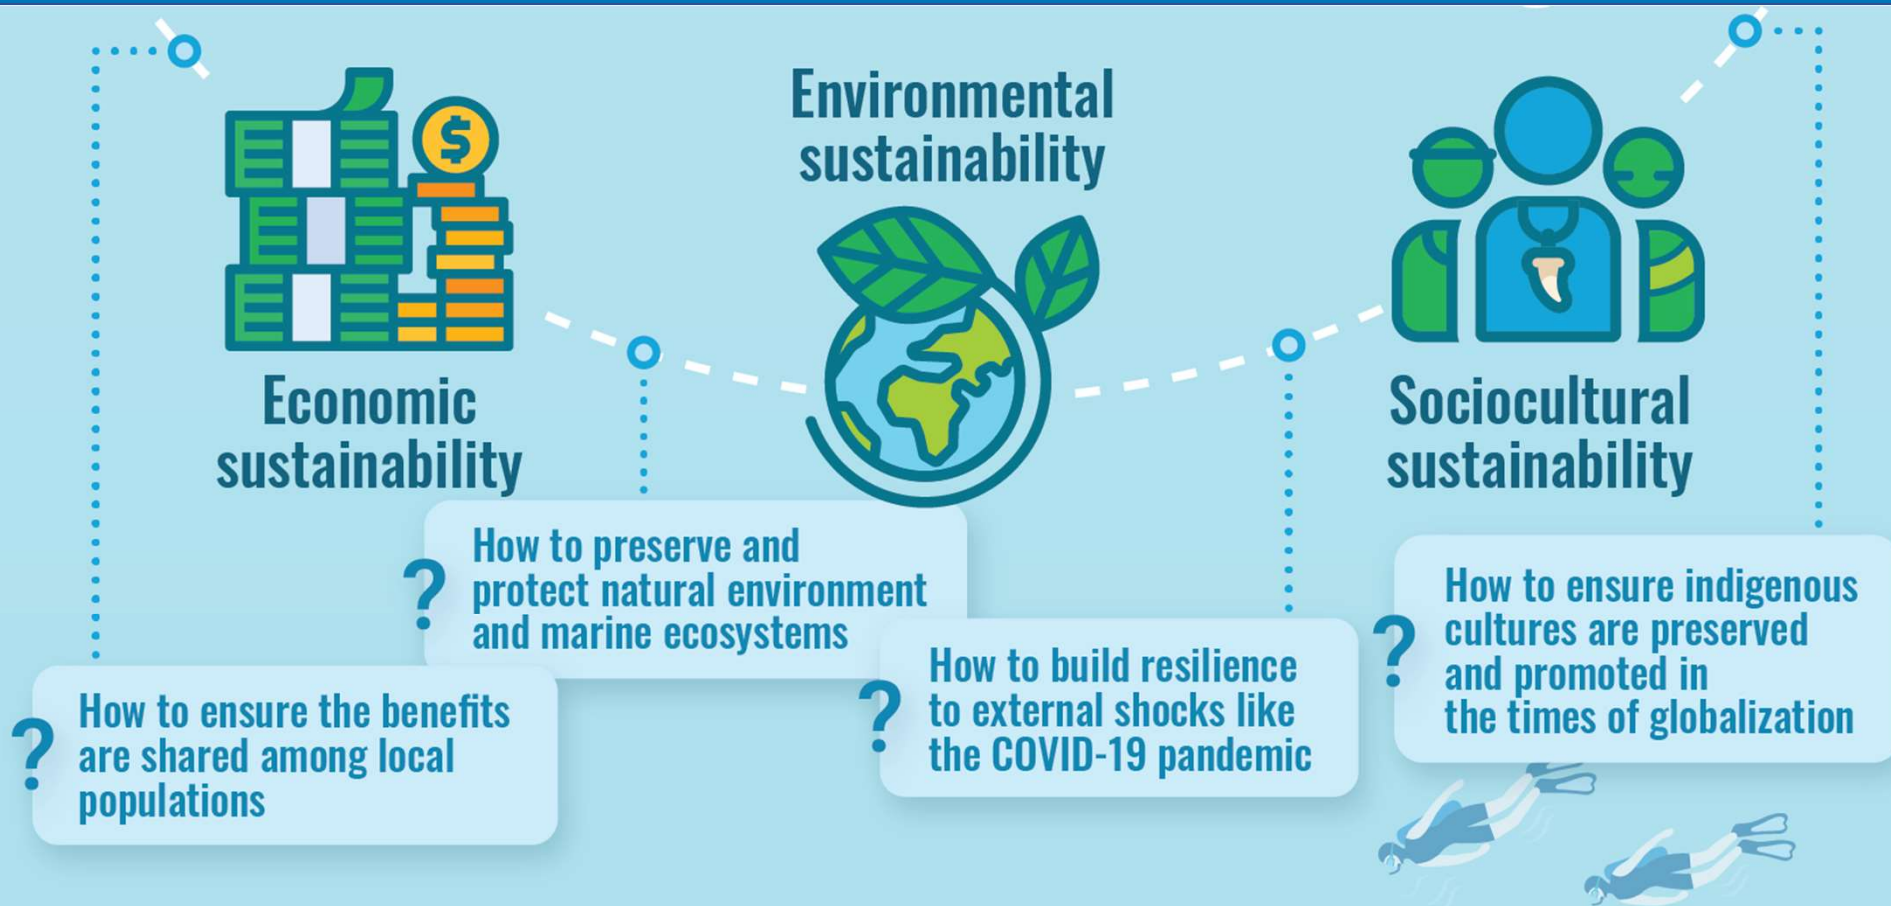 Economic
sustainability
Environmental
sustainability
Sociocultural
sustainability
$
?
How to ensure the benefits
are shared among local
populations
?
How to preserve and
protect natural environment
and marine ecosystems
?
How to build resilience
to external shocks like
the COVID-19 pandemic
?
How to ensure indigenous
cultures are preserved
and promoted in
the times of globalization